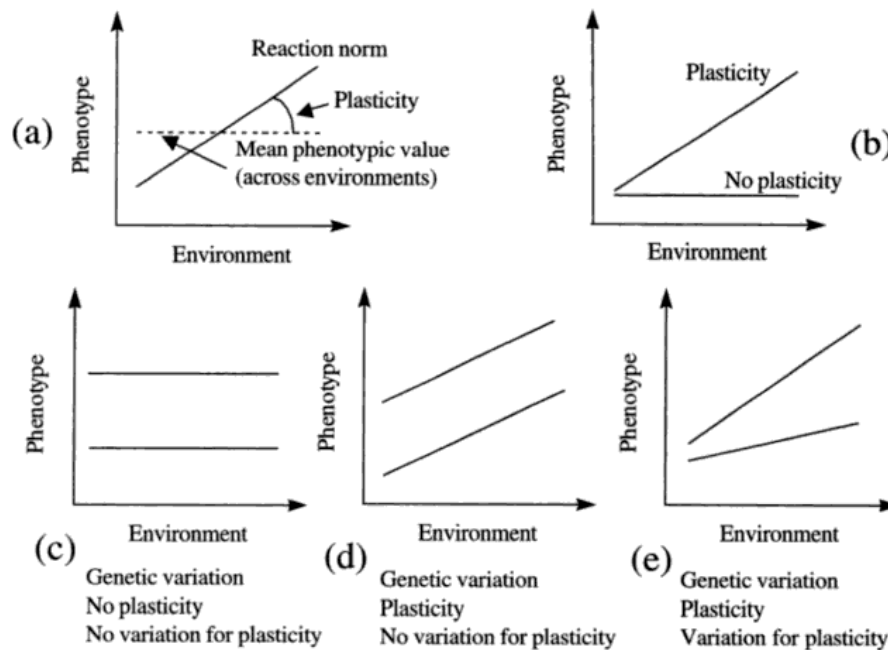 (a)
Phenotype
Reaction norm
Plasticity
Mean phenotypic value
(across environments)
Environment
(b)
Phenotype
Plasticity
No plasticity
Environment
Phenotype
Environment
(c)
Genetic variation
No plasticity
No variation for plasticity
Phenotype
Environment
(d)
Genetic variation
Plasticity
No variation for plasticity
Phenotype
Environment
(e)
Genetic variation
Plasticity
Variation for plasticity